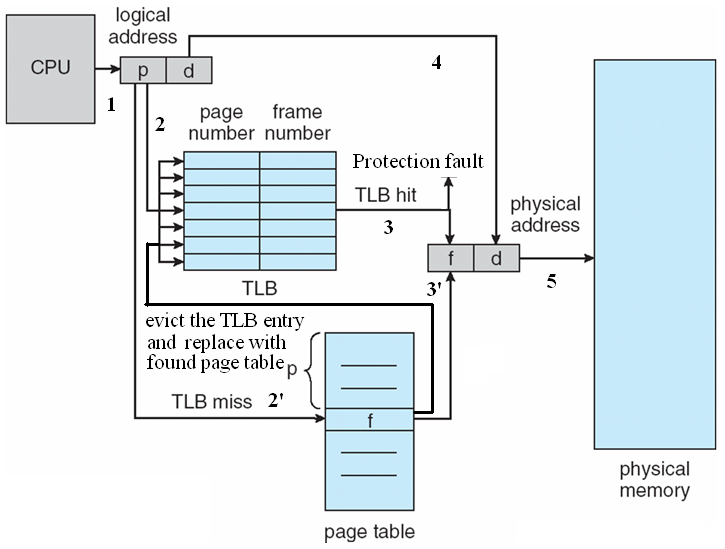 logical
address
CPU
p
d
4
1
2
page
number
frame
number
Protection fault
TLB hit
3
physical
address
f
d
5
3'
TLB
evict the TLB entry
and replace with
found page table
p
TLB miss
2'
f
page table
physical
memory